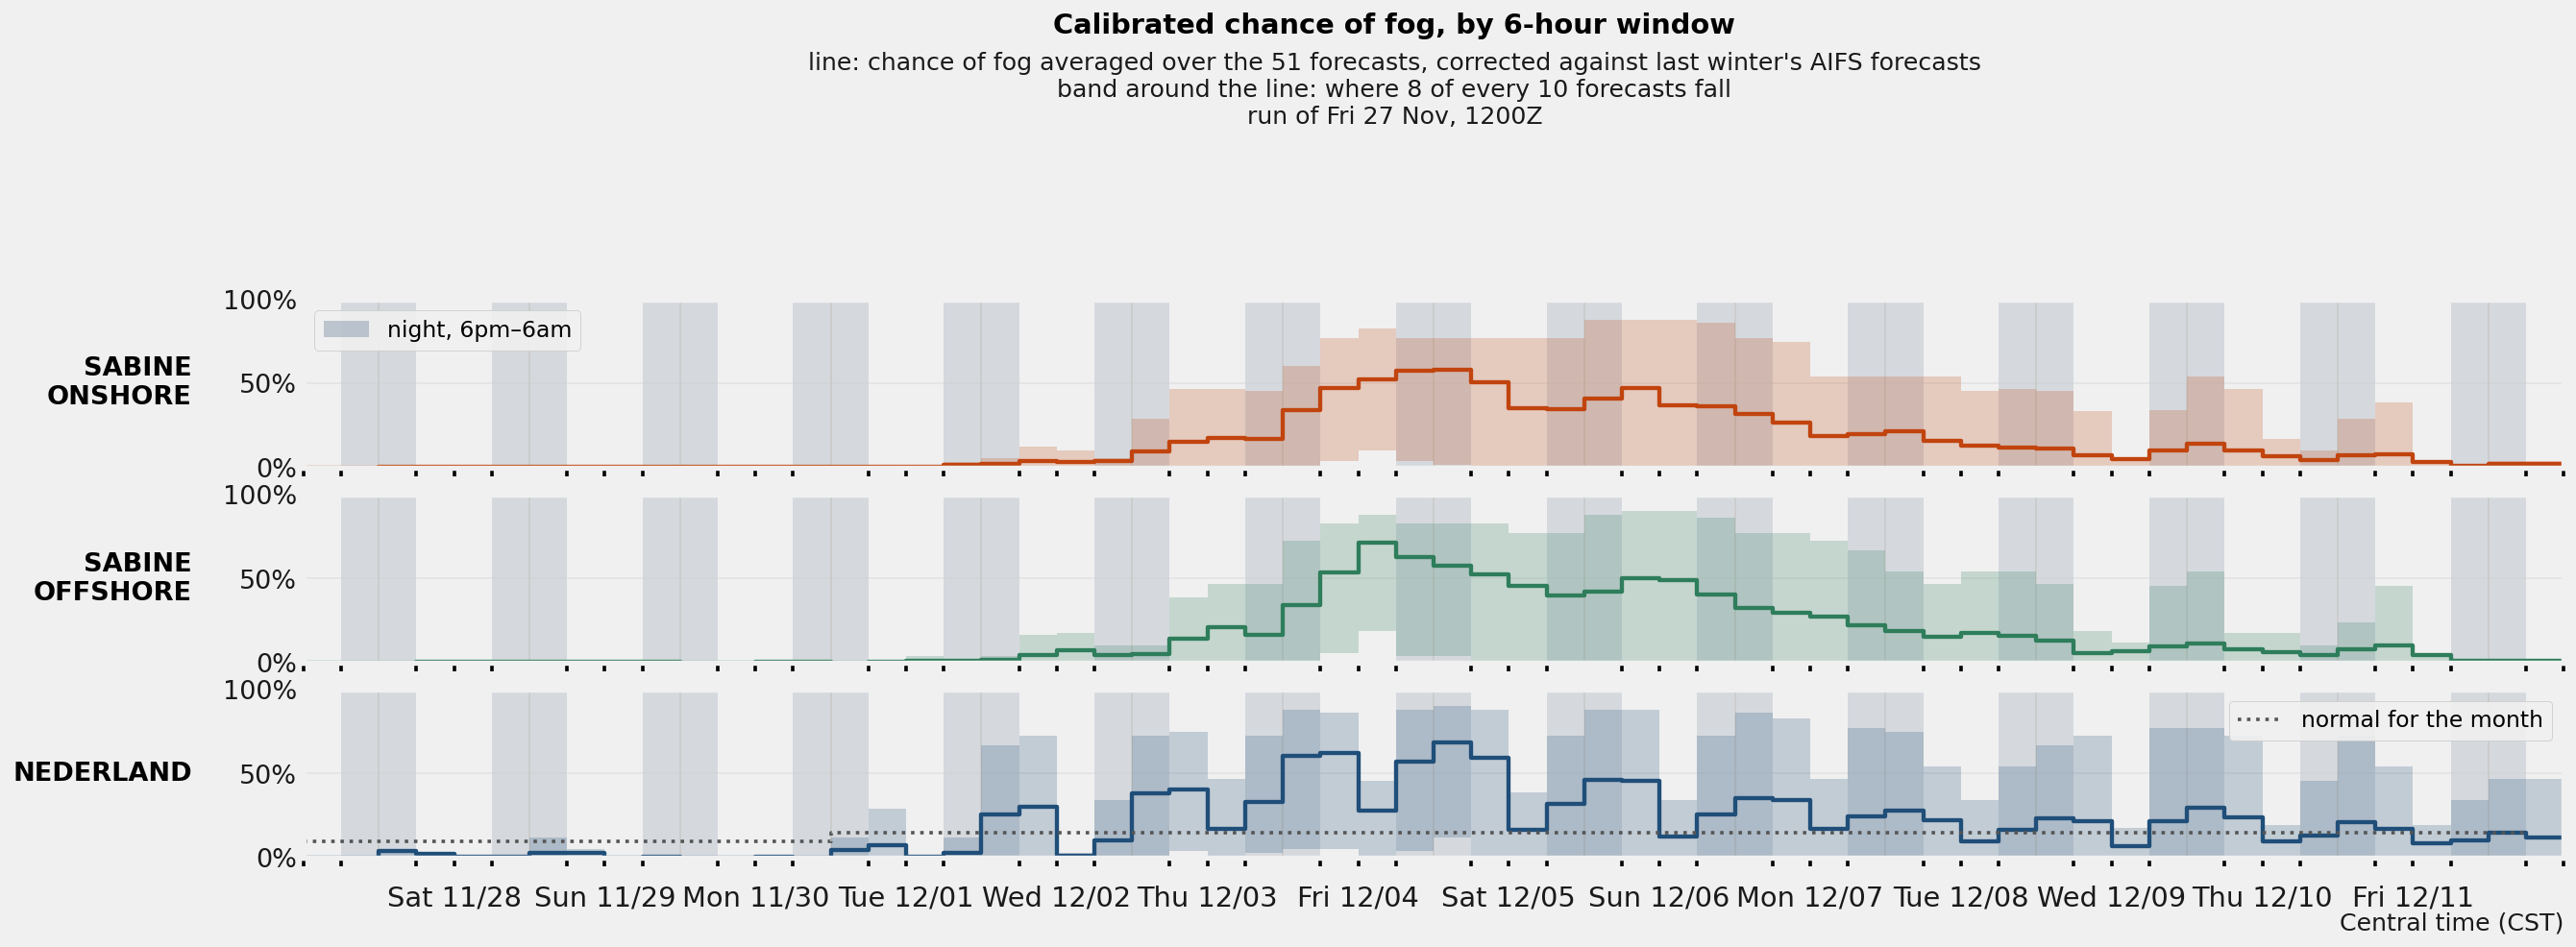 Calibrated chance of fog, by 6-hour window
line: chance of fog averaged over the 51 forecasts, corrected against last winter's AIFS forecasts
band around the line: where 8 of every 10 forecasts fall
run of Fri 27 Nov, 1200Z
100%
night, 6pm–6am
SABINE
ONSHORE
50%
0%
100%
SABINE
OFFSHORE
50%
0%
100%
normal for the month
NEDERLAND
50%
0%
Sat 11/28 Sun 11/29 Mon 11/30 Tue 12/01 Wed 12/02 Thu 12/03 Fri 12/04 Sat 12/05 Sun 12/06 Mon 12/07 Tue 12/08 Wed 12/09 Thu 12/10 Fri 12/11
Central time (CST)